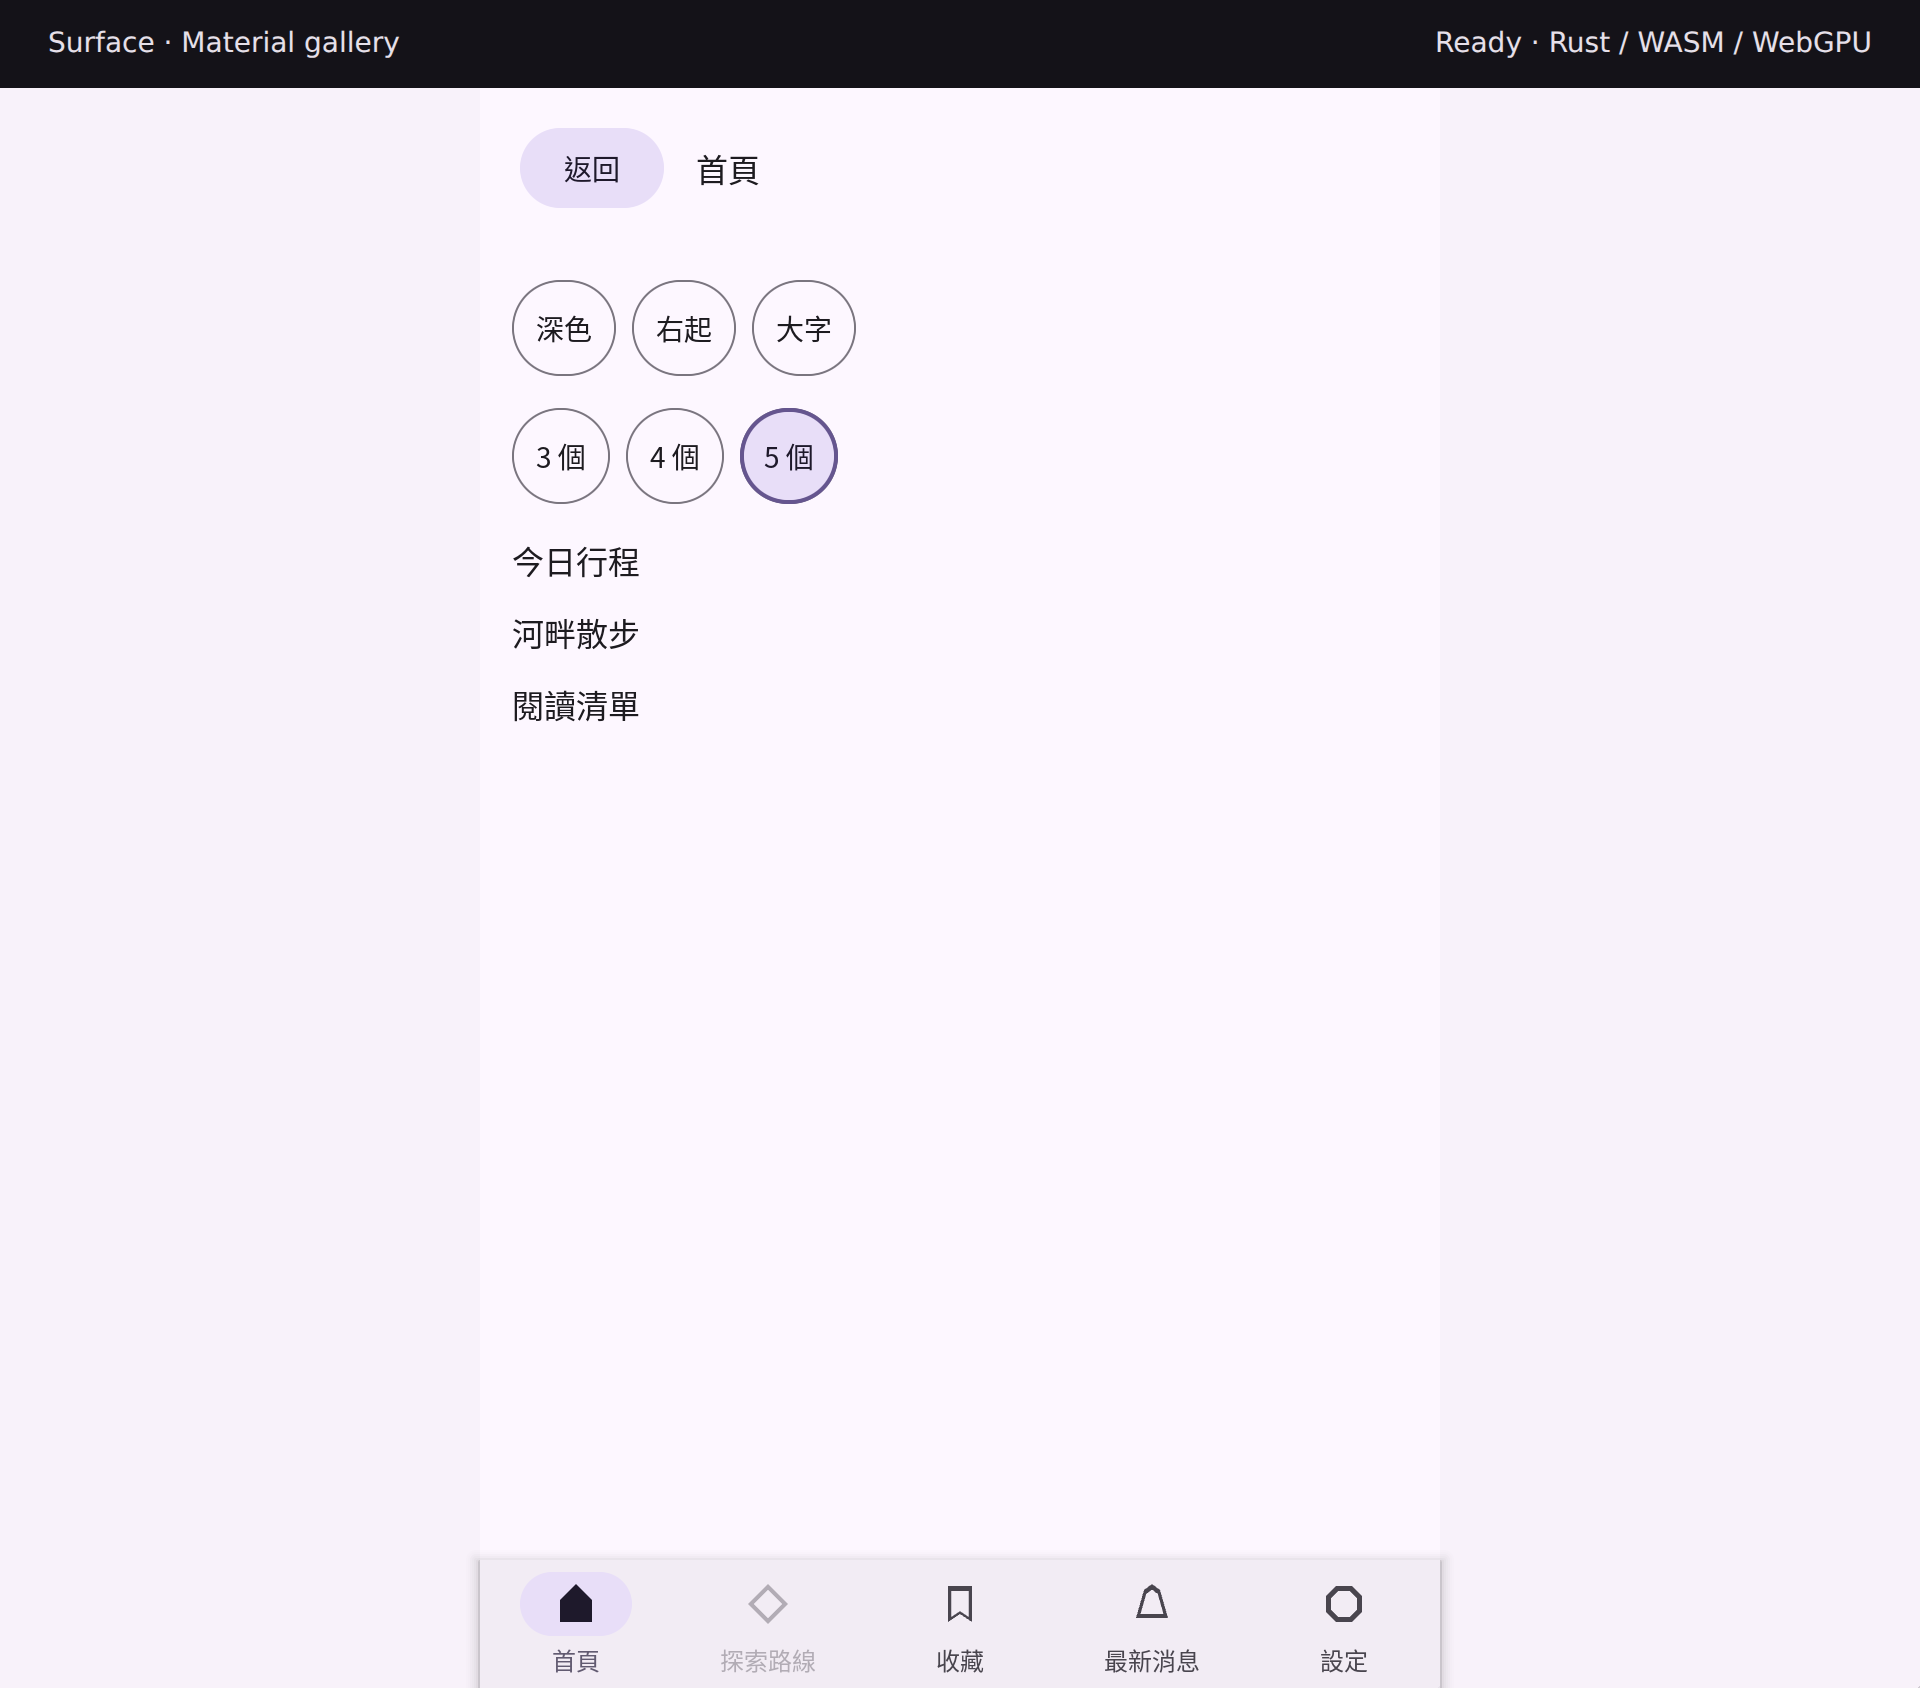 Surface · Material gallery
Ready · Rust / WASM / WebGPU
返回
首頁
深色 右起 大字
3 個 4 個 5 個
今日行程
河畔散步
閱讀清單
首頁 探索路線 收藏 最新消息 設定